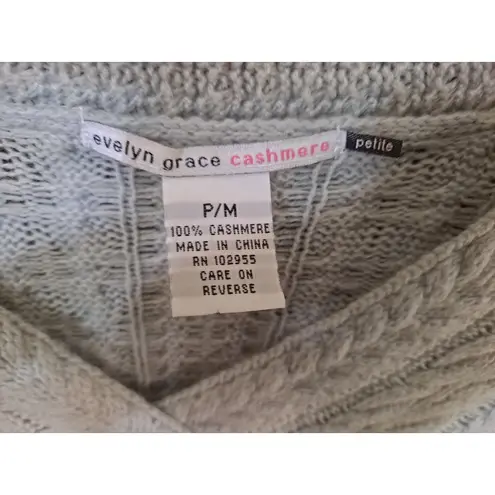 evelyn grace cashmere petite
P/M
100% CASHMERE
MADE IN CHINA
RN 102955
CARE ON
REVERSE